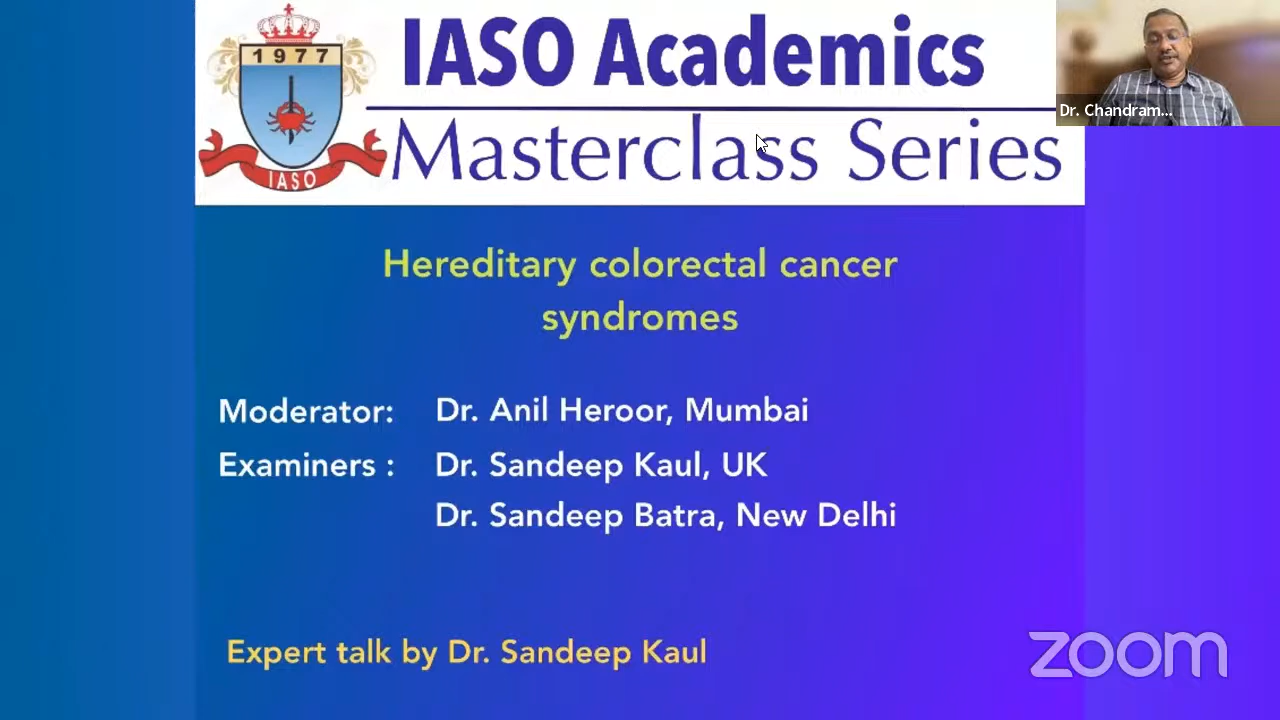 1977
IASO
IASO Academics
Masterclass Series
Dr. Chandram...
Hereditary colorectal cancer
syndromes
Moderator: Dr. Anil Heroor, Mumbai
Examiners : Dr. Sandeep Kaul, UK
Dr. Sandeep Batra, New Delhi
Expert talk by Dr. Sandeep Kaul
zoom